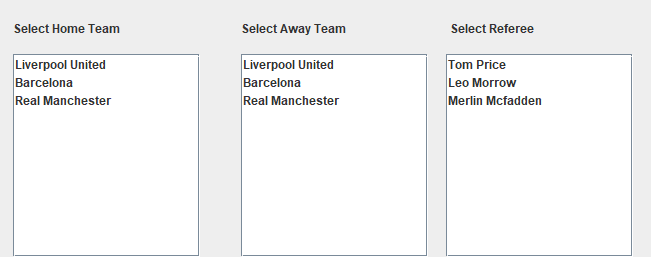 Select Home Team
Liverpool United
Barcelona
Real Manchester
Select Away Team
Liverpool United
Barcelona
Real Manchester
Select Referee
Tom Price
Leo Morrow
Merlin Mcfadden